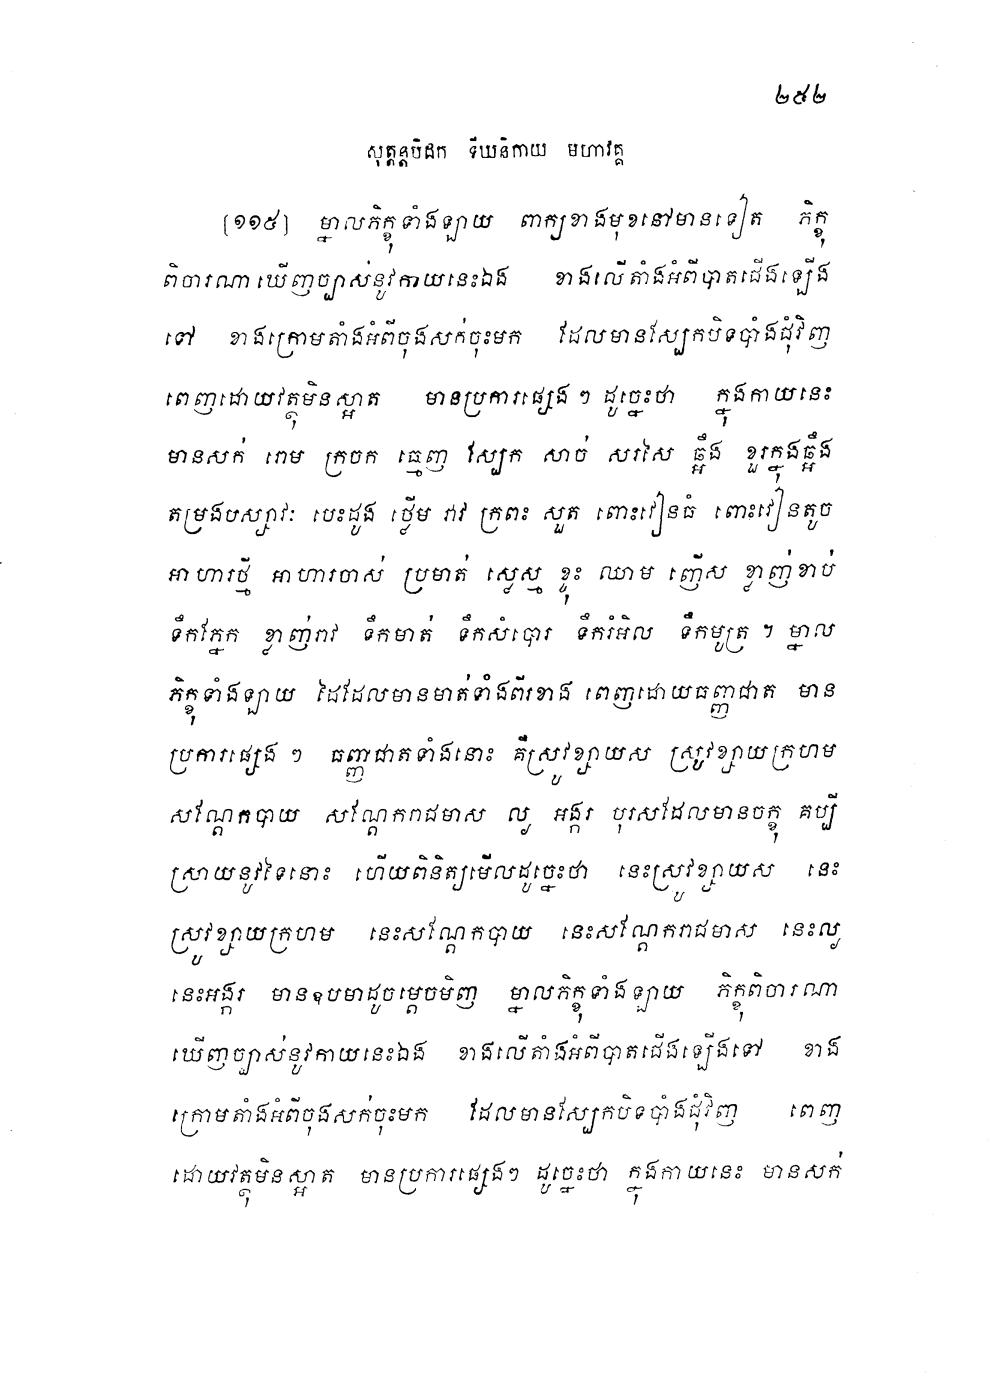 ២៥២
សុត្តន្តបិដក ទីឃនិកាយ មហាវគ្គ
[១១៥] ម្នាលភិក្ខុទាំងឡាយ ពាក្យខាងមុខនៅមានទៀត ភិក្ខុ
ពិចារណាឃើញច្បាស់នូវកាយនេះឯង ខាងលើតាំងអំពីបាតជើងឡើង
ទៅ ខាងក្រោមតាំងអំពីចុងសក់ចុះមក ដែលមានស្បែកបិទបាំងជុំវិញ
ពេញដោយវត្ថុមិនស្អាត មានប្រការផ្សេងៗ ដូច្នេះថា ក្នុងកាយនេះ
មានសក់ រោម ក្រចក ធ្មេញ ស្បែក សាច់ សរសៃ ឆ្អឹង ខួរក្នុងឆ្អឹង
តម្រងបស្សាវៈ បេះដូង ថ្លើម វាវ ក្រពះ សួត ពោះវៀនធំ ពោះវៀនតូច
អាហារថ្មី អាហារចាស់ ប្រមាត់ ស្លេស្ម ខ្ទុះ ឈាម ញើស ខ្លាញ់ខាប់
ទឹកភ្នែក ខ្លាញ់រាវ ទឹកមាត់ ទឹកសំបោរ ទឹករំអិល ទឹកមូត្រ ។ ម្នាល
ភិក្ខុទាំងឡាយ ដៃដែលមានមាត់ទាំងពីរខាង ពេញដោយធញ្ញជាត មាន
ប្រការផ្សេង ៗ ធញ្ញជាតទាំងនោះ គឺស្រូវខ្សាយស ស្រូវខ្សាយក្រហម
សណ្តែកបាយ សណ្តែករាជមាស ល្ង អង្ករ បុរសដែលមានចក្ខុ គប្បី
ស្រាយនូវថៃនោះ ហើយពិនិត្យមើលដូច្នេះថា នេះស្រូវខ្សាយស នេះ
ស្រូវខ្សាយក្រហម នេះសណ្តែកបាយ នេះសណ្តែករាជមាស នេះល្ង
នេះអង្ករ មានឧបមាដូចម្តេចមិញ ម្នាលភិក្ខុទាំងឡាយ ភិក្ខុពិចារណា
ឃើញច្បាស់នូវកាយនេះឯង ខាងលើតាំងអំពីបាតជើងឡើងទៅ ខាង
ក្រោមតាំងអំពីចុងសក់ចុះមក ដែលមានស្បែកបិទបាំងជុំវិញ ពេញ
ដោយវត្ថុមិនស្អាត មានប្រការផ្សេងៗ ដូច្នេះថា ក្នុងកាយនេះ មានសក់